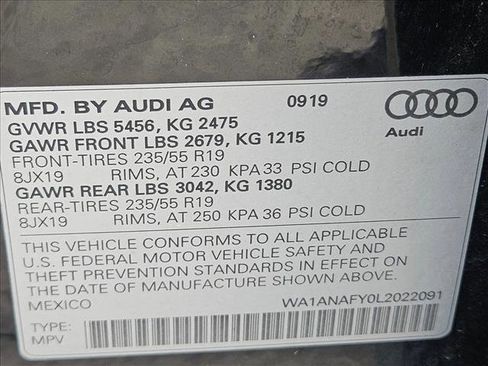 MFD. BY AUDI AG 0919
GVWR LBS 5456, KG 2475
GAWR FRONT LBS 2679, KG 1215
FRONT-TIRES 235/55 R19
8JX19 RIMS, AT 230 KPA 33 PSI COLD
GAWR REAR LBS 3042, KG 1380
REAR-TIRES 235/55 R19
8JX19 RIMS, AT 250 KPA 36 PSI COLD
Audi
THIS VEHICLE CONFORMS TO ALL APPLICABLE
U.S. FEDERAL MOTOR VEHICLE SAFETY AND
THEFT PREVENTION STANDARDS IN EFFECT ON
THE DATE OF MANUFACTURE SHOWN ABOVE.
MEXICO WA1ANAFY0L2022091
TYPE:
MPV